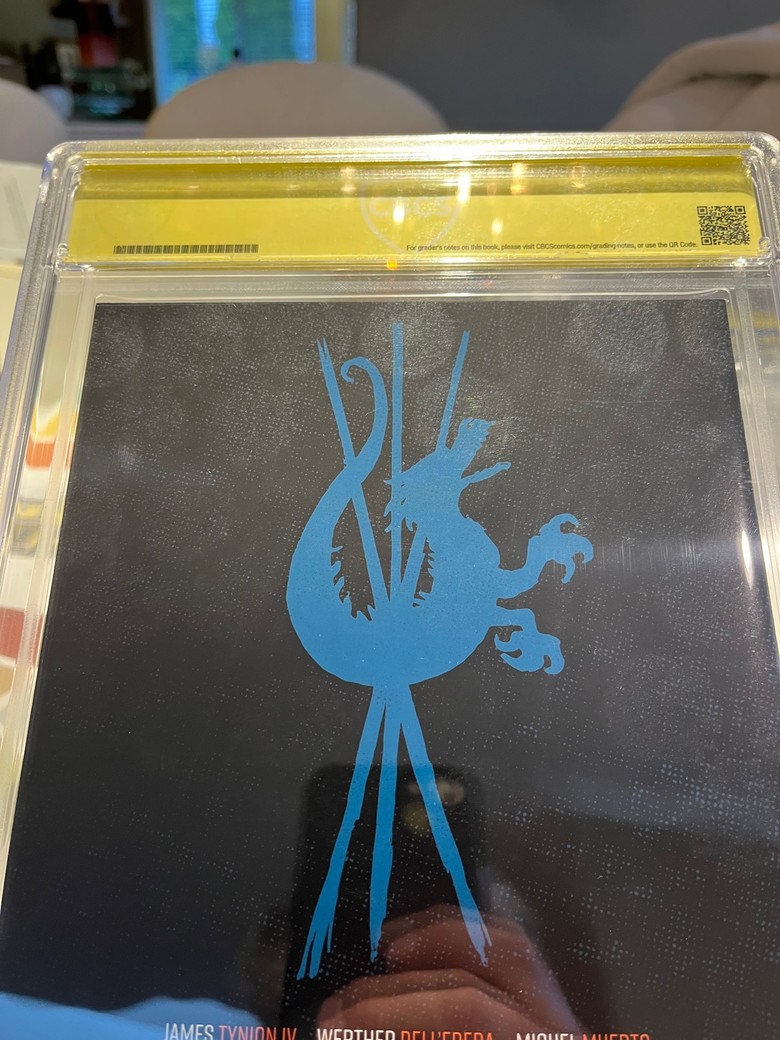 CBCS
For grader's notes on this book, please visit CBCScomics.com/grading-notes, or use the QR Code.
JAMES TYNION IV WERTHER DELL'EDERA MIQUEL MUERTO